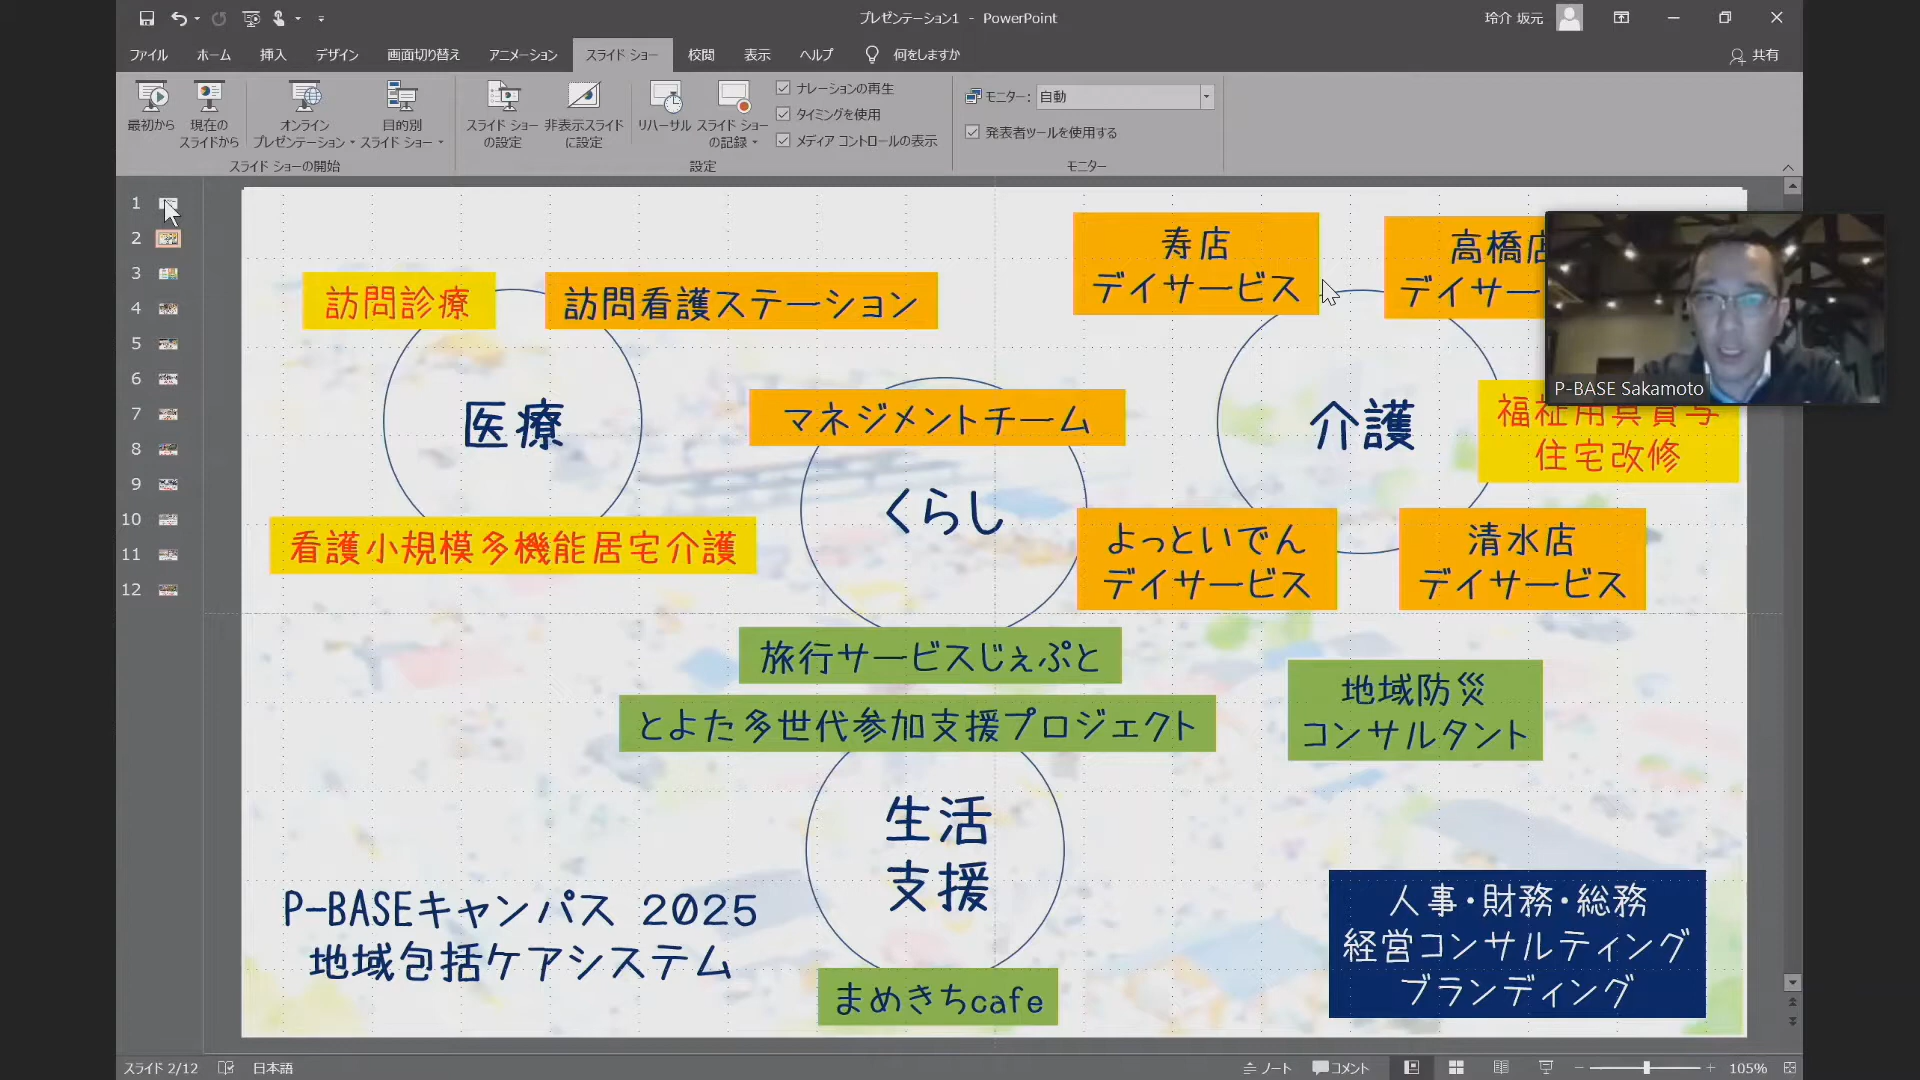 プレゼンテーション1 - PowerPoint
玲介 坂元
ファイル ホーム 挿入 デザイン 画面切り替え アニメーション スライド ショー 校閲 表示 ヘルプ 何をしますか 共有
最初から
現在の
スライドから
オンライン
プレゼンテーション
目的別
スライド ショー
スライド ショーの開始
スライド ショー
の設定
非表示スライド
に設定
リハーサル
スライド ショー
の記録
ナレーションの再生
タイミングを使用
メディア コントロールの表示
設定
モニター: 自動
発表者ツールを使用する
モニター
1
2
3
4
5
6
7
8
9
10
11
12
寿店
デイサービス
高橋店
デイサー
訪問診療
訪問看護ステーション
P-BASE Sakamoto
医療
マネジメントチーム
介護
福祉用具貸与
住宅改修
くらし
看護小規模多機能居宅介護
よっといでん
デイサービス
清水店
デイサービス
旅行サービスじぇぷと
とよた多世代参加支援プロジェクト
地域防災
コンサルタント
生活
支援
P-BASEキャンパス 2025
地域包括ケアシステム
まめきちcafe
人事・財務・総務
経営コンサルティング
ブランディング
スライド 2/12 日本語 ノート コメント 105%